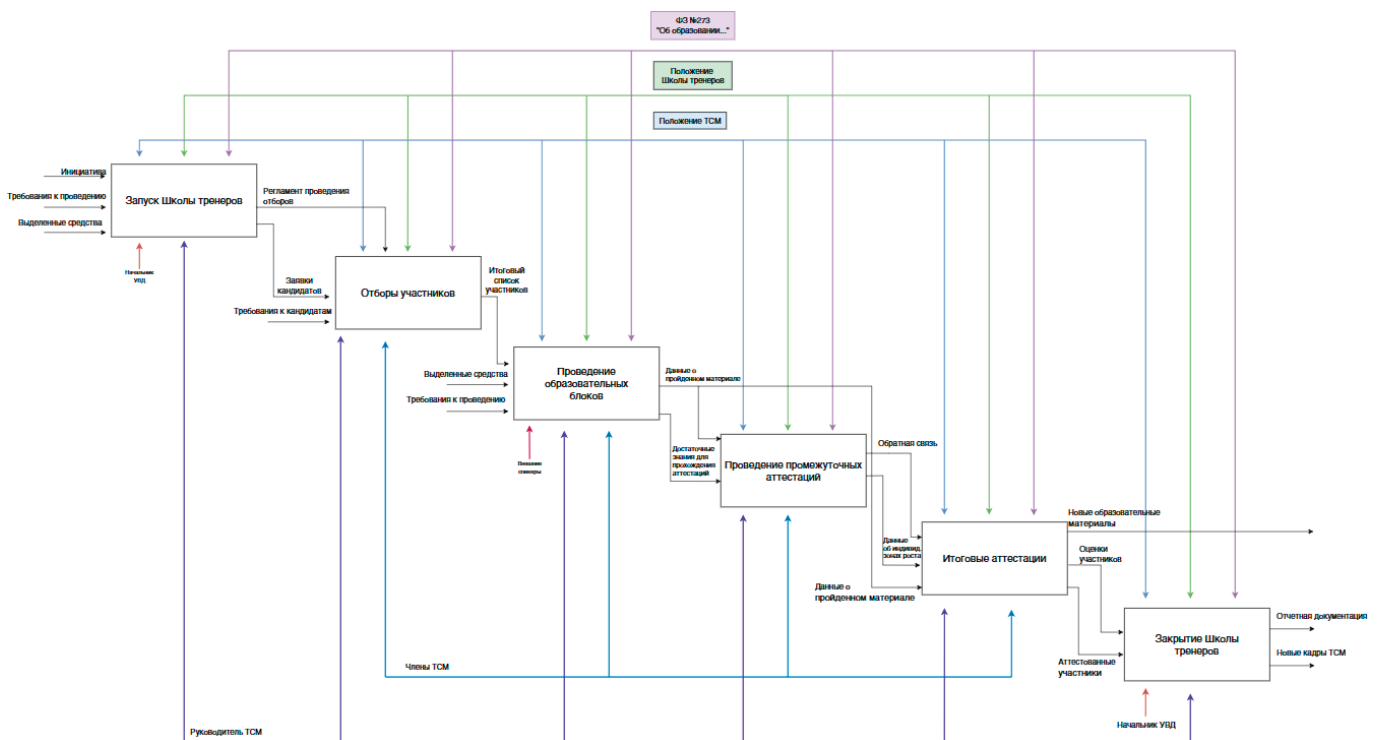 ФЗ №273
"Об образовании..."
Положение
Школы тренеров
Положение ТСМ
Инициатива
Требования к проведению
Выделенные средства
Запуск Школы тренеров
Регламент проведения
отборов
Начальник
УВД
Заявки
кандидатов
Требования к кандидатам
Отборы участников
Итоговый
список
участников
Выделенные средства
Требования к проведению
Проведение
образовательных
блоков
Данные о
пройденном материале
Внешние
спикеры
Достаточные
знания для
прохождения
аттестаций
Проведение промежуточных
аттестаций
Обратная связь
Данные
об индивид.
зонах роста
Данные о
пройденном материале
Итоговые аттестации
Новые образовательные
материалы
Оценки
участников
Аттестованные
участники
Закрытие Школы
тренеров
Отчетная документация
Новые кадры ТСМ
Члены ТСМ
Начальник УВД
Руководитель ТСМ